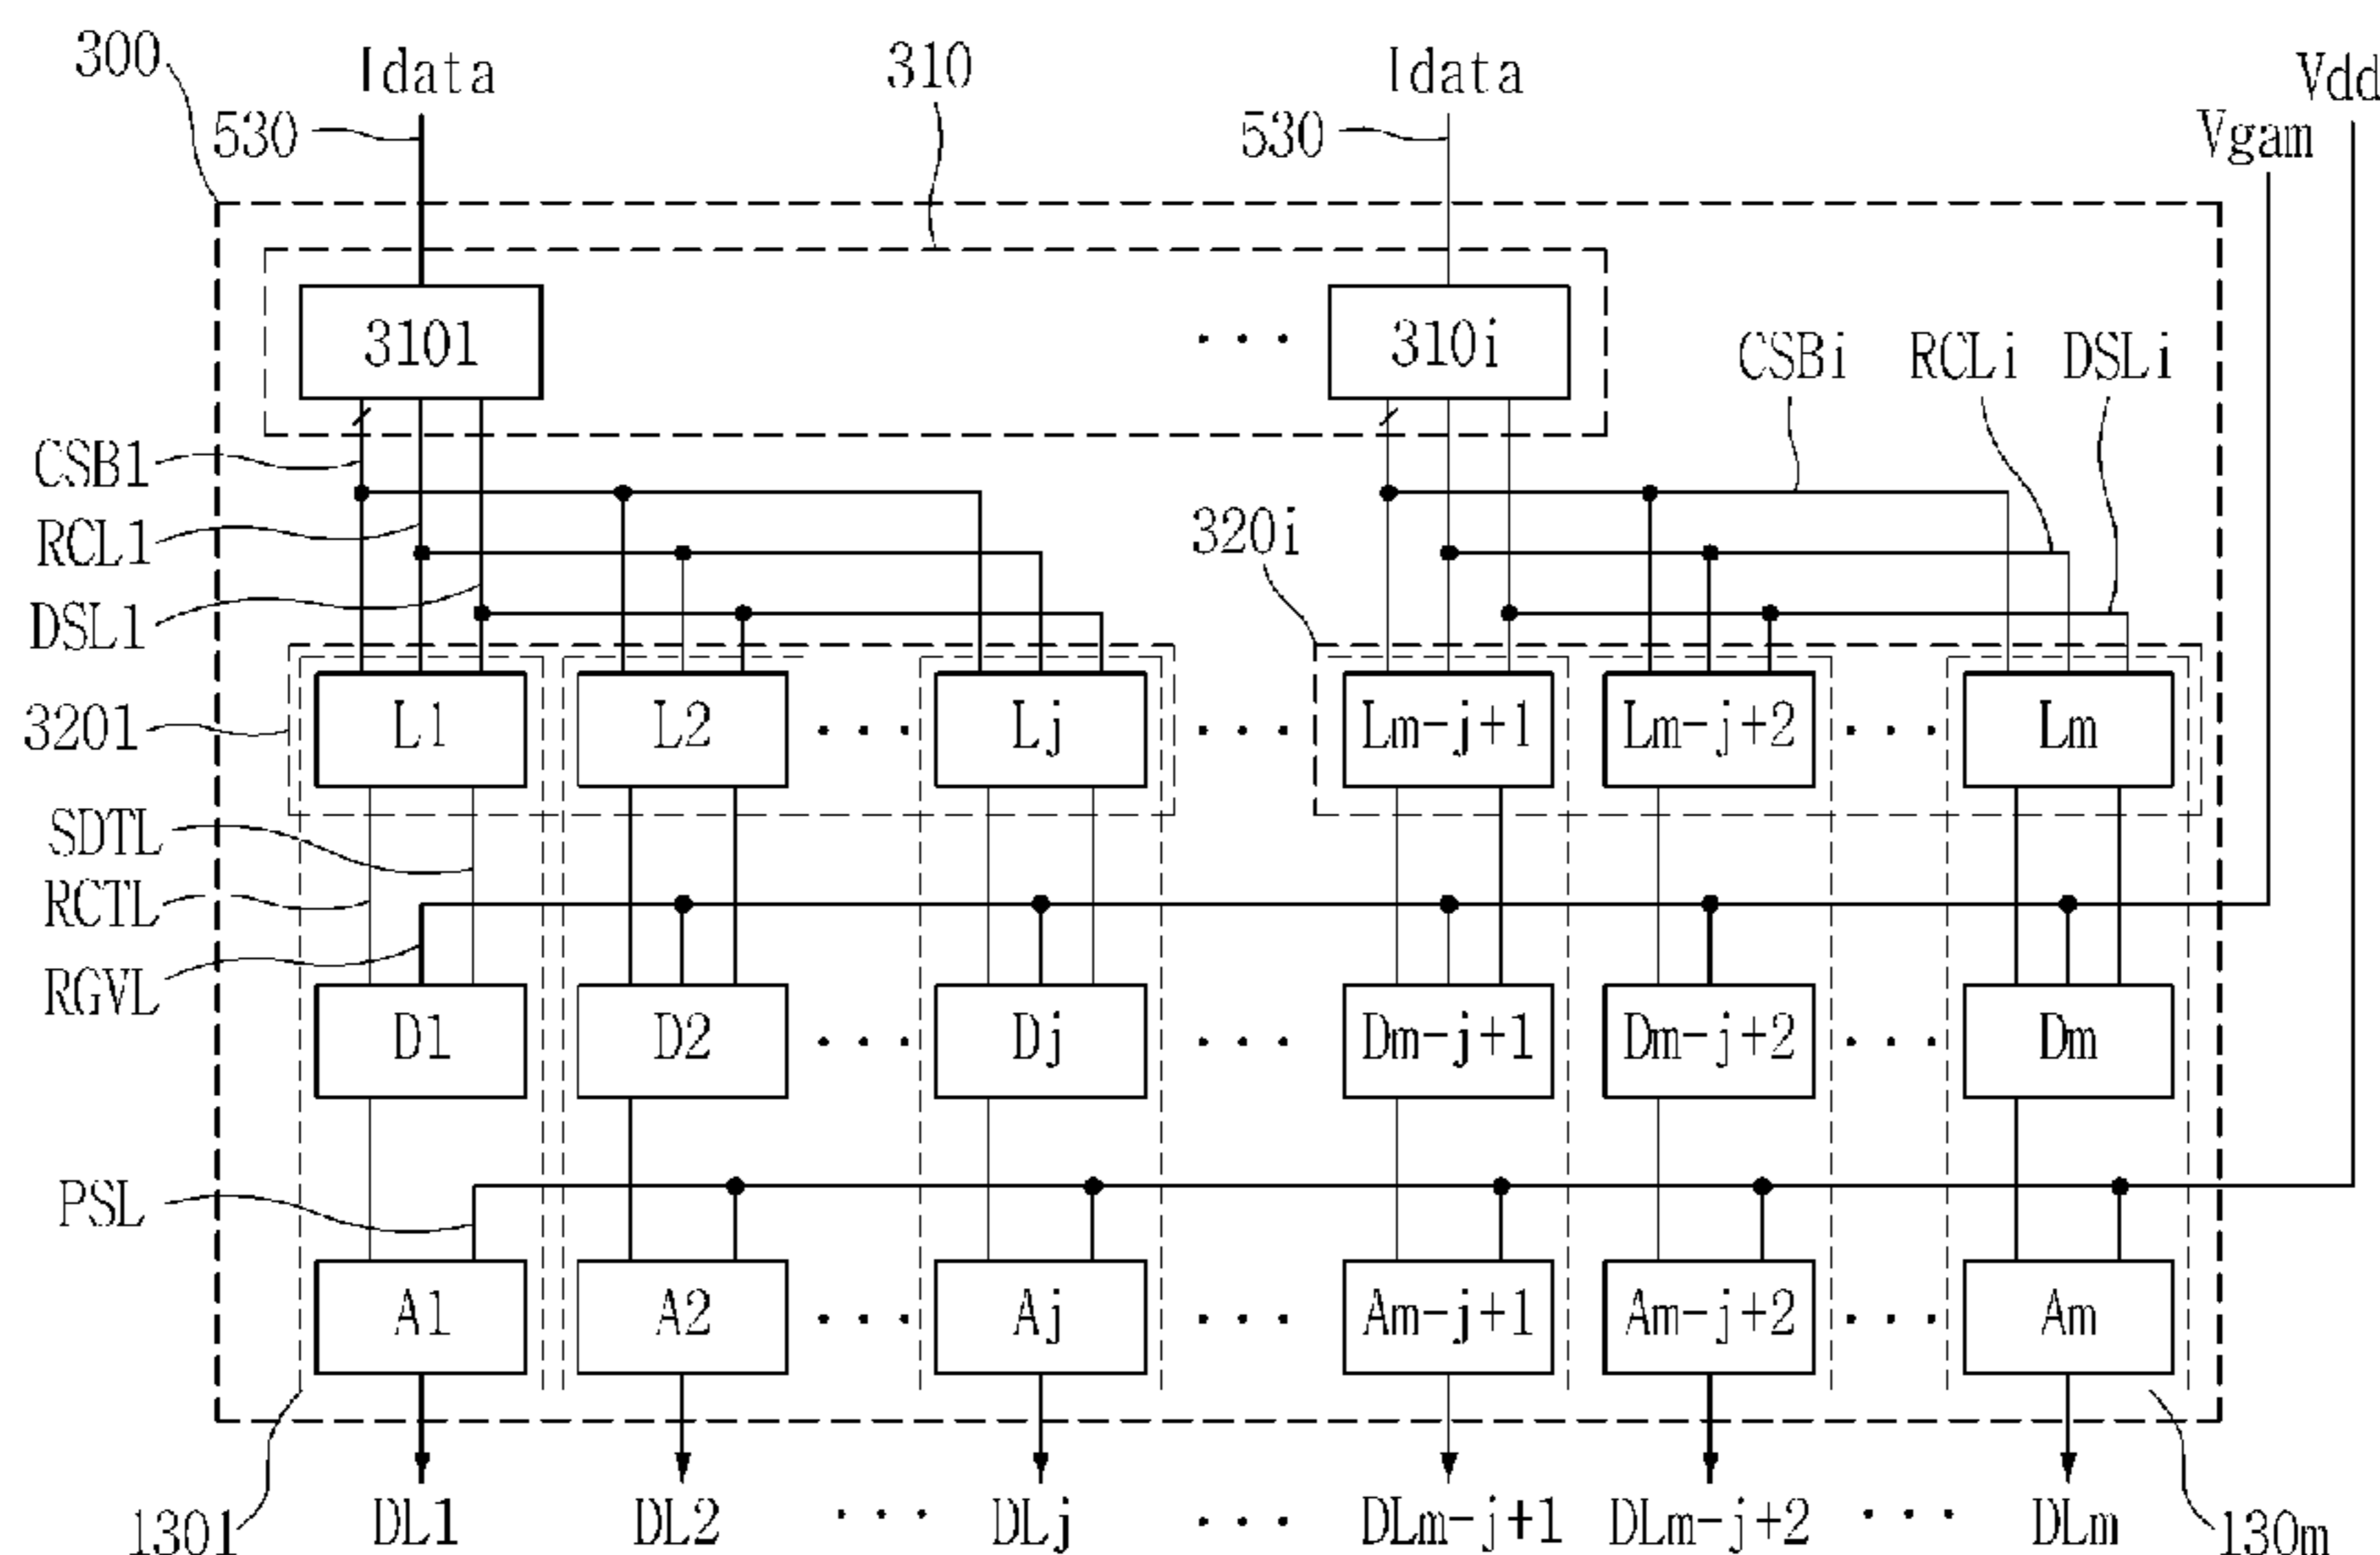 300
Idata
310
Idata
Vdd
530
530
Vgam
3101
...
310i
CSBi
RCLi
DSLi
CSB1
RCL1
320i
DSL1
3201
L1
L2
...
Lj
...
Lm-j+1
Lm-j+2
...
Lm
SDTL
RCTL
RGVL
D1
D2
...
Dj
...
Dm-j+1
Dm-j+2
...
Dm
PSL
A1
A2
...
Aj
...
Am-j+1
Am-j+2
...
Am
1301
DL1
DL2
...
DLj
...
DLm-j+1
DLm-j+2
...
DLm
130m